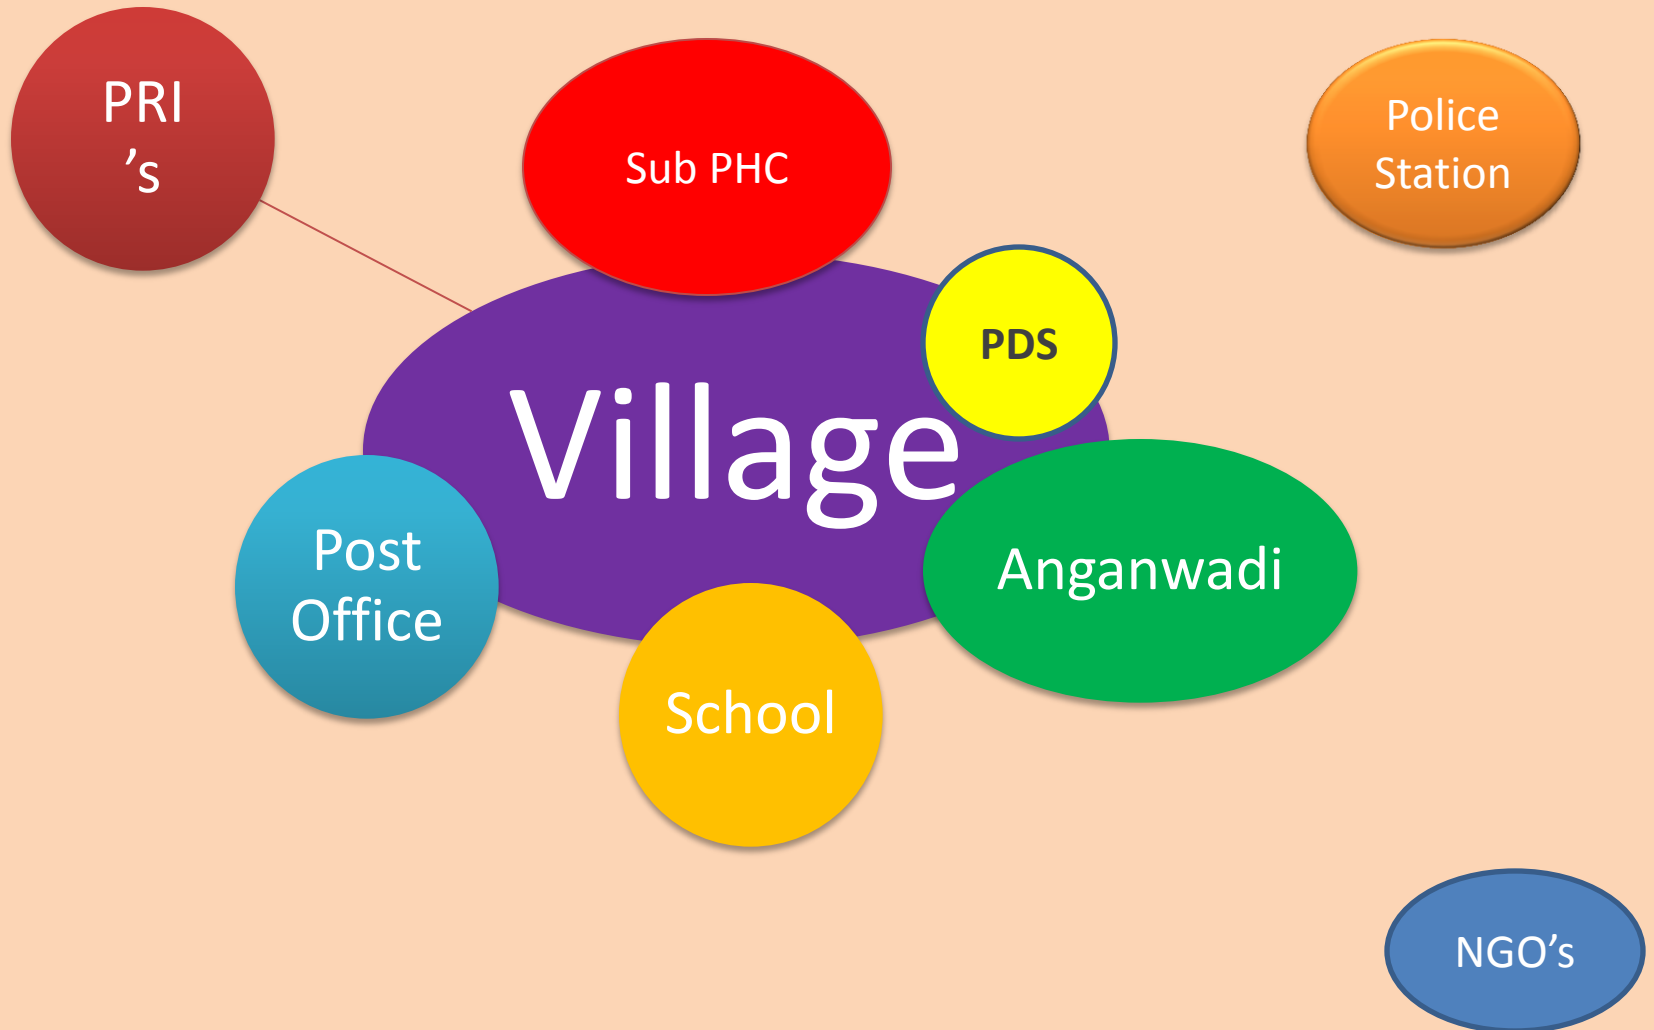 PRI
’s
Sub PHC
Police
Station
PDS
Village
Post
Office
Anganwadi
School
NGO’s